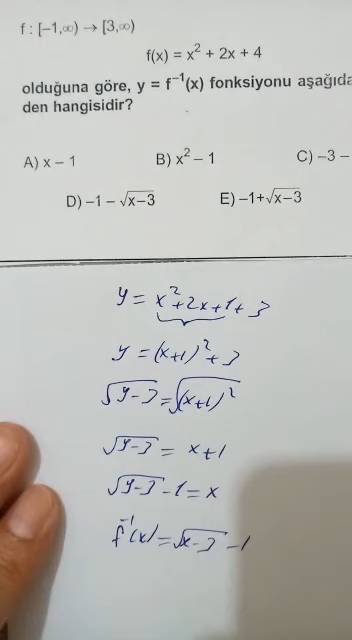 f : [−1,∞) → [3,∞)
f(x) = x² + 2x + 4
olduğuna göre, y = f⁻¹(x) fonksiyonu aşağıda
den hangisidir?
A) x − 1 B) x² − 1 C) −3 −
D) −1 − √x−3 E) −1+√x−3
y = x²+2x+1+3
y = (x+1)²+3
√y-3 = √(x+1)²
√y-3 = x+1
√y-3 -1 = x
f⁻¹(x) = √x-3 -1